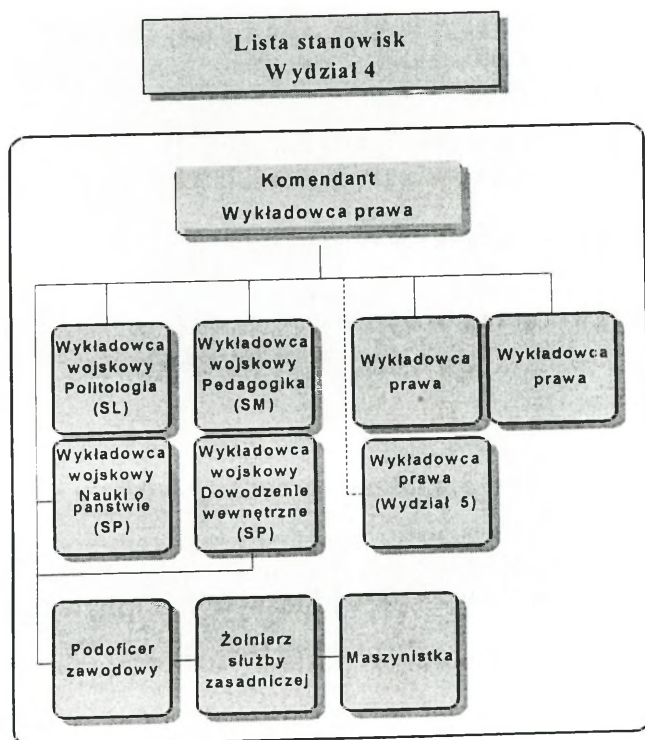 Lista stanowisk
Wydział 4
Komendant
Wykładowca prawa
Wykładowca
wojskowy
Politologia
(SL)
Wykładowca
wojskowy
Pedagogika
(SM)
Wykładowca
prawa
Wykładowca
prawa
Wykładowca
wojskowy
Nauki o
państwie
(SP)
Wykładowca
wojskowy
Dowodzenie
wewnętrzne
(SP)
Wykładowca
prawa
(Wydział 5)
Podoficer
zawodowy
Żołnierz
służby
zasadniczej
Maszynistka